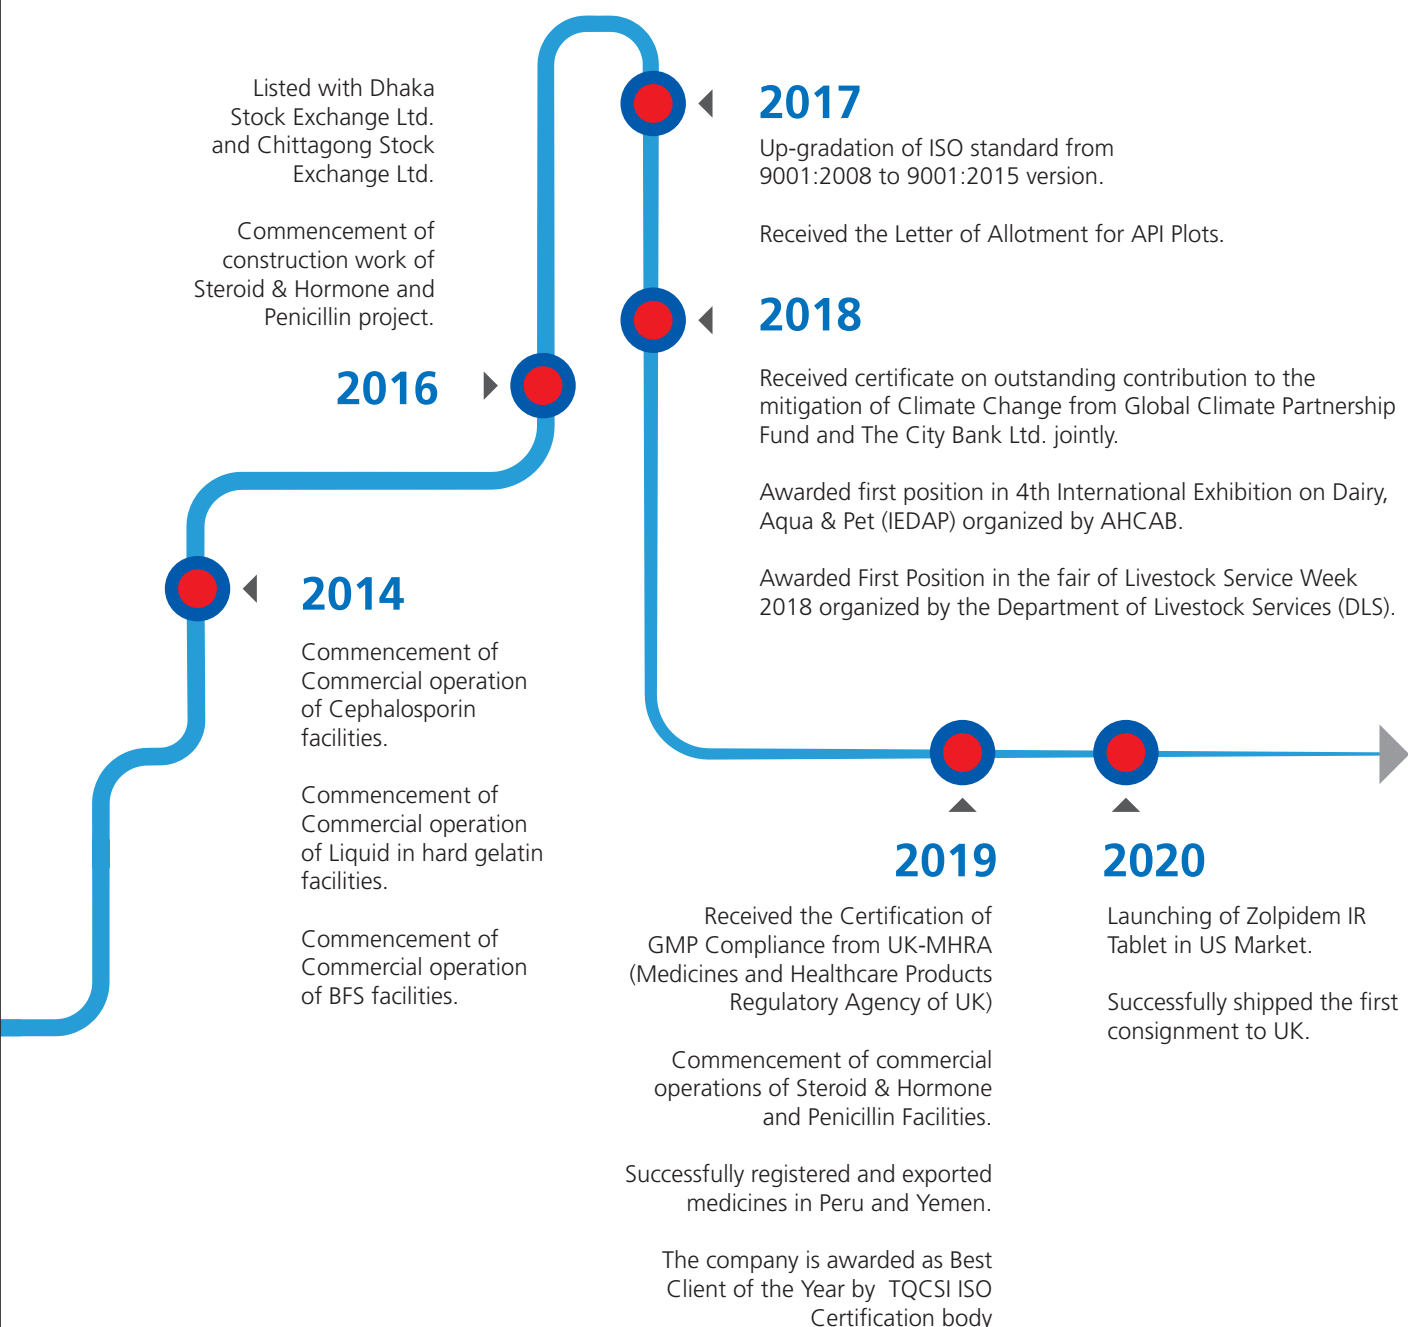 Listed with Dhaka
Stock Exchange Ltd.
and Chittagong Stock
Exchange Ltd.
Commencement of
construction work of
Steroid & Hormone and
Penicillin project.
2016
2014
Commencement of
Commercial operation
of Cephalosporin
facilities.
Commencement of
Commercial operation
of Liquid in hard gelatin
facilities.
Commencement of
Commercial operation
of BFS facilities.
2017
Up-gradation of ISO standard from
9001:2008 to 9001:2015 version.
Received the Letter of Allotment for API Plots.
2018
Received certificate on outstanding contribution to the
mitigation of Climate Change from Global Climate Partnership
Fund and The City Bank Ltd. jointly.
Awarded first position in 4th International Exhibition on Dairy,
Aqua & Pet (IEDAP) organized by AHCAB.
Awarded First Position in the fair of Livestock Service Week
2018 organized by the Department of Livestock Services (DLS).
2019
Received the Certification of
GMP Compliance from UK-MHRA
(Medicines and Healthcare Products
Regulatory Agency of UK)
Commencement of commercial
operations of Steroid & Hormone
and Penicillin Facilities.
Successfully registered and exported
medicines in Peru and Yemen.
The company is awarded as Best
Client of the Year by TQCSI ISO
Certification body
2020
Launching of Zolpidem IR
Tablet in US Market.
Successfully shipped the first
consignment to UK.